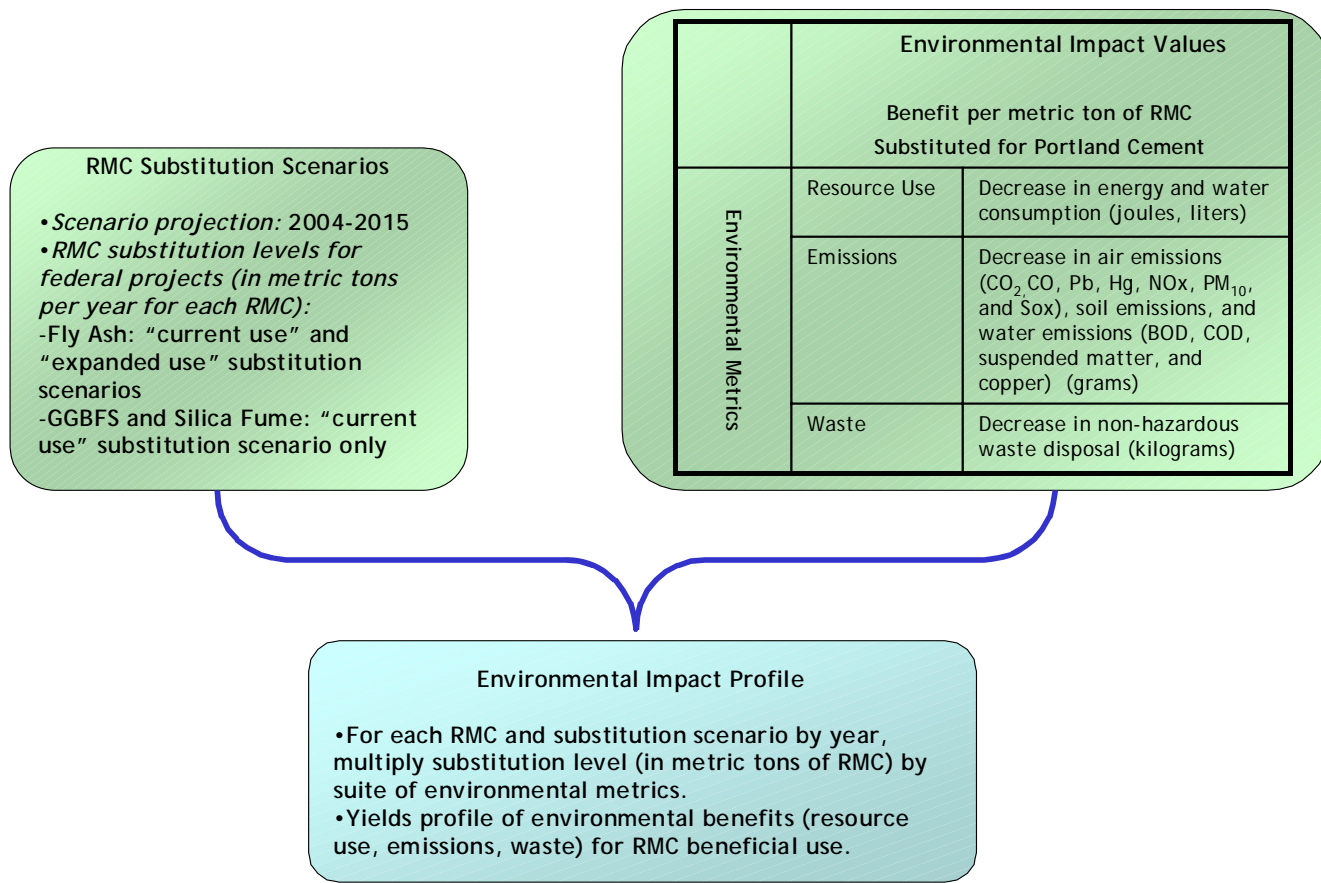 RMC Substitution Scenarios
•Scenario projection: 2004-2015
•RMC substitution levels for
federal projects (in metric tons
per year for each RMC):
-Fly Ash: “current use” and
“expanded use” substitution
scenarios
-GGBFS and Silica Fume: “current
use” substitution scenario only
Environmental Impact Values
Benefit per metric ton of RMC
Substituted for Portland Cement
Environmental Metrics
Resource Use
Decrease in energy and water
consumption (joules, liters)
Emissions
Decrease in air emissions
(CO2,CO, Pb, Hg, NOx, PM10,
and Sox), soil emissions, and
water emissions (BOD, COD,
suspended matter, and
copper) (grams)
Waste
Decrease in non-hazardous
waste disposal (kilograms)
Environmental Impact Profile
•For each RMC and substitution scenario by year,
multiply substitution level (in metric tons of RMC) by
suite of environmental metrics.
•Yields profile of environmental benefits (resource
use, emissions, waste) for RMC beneficial use.